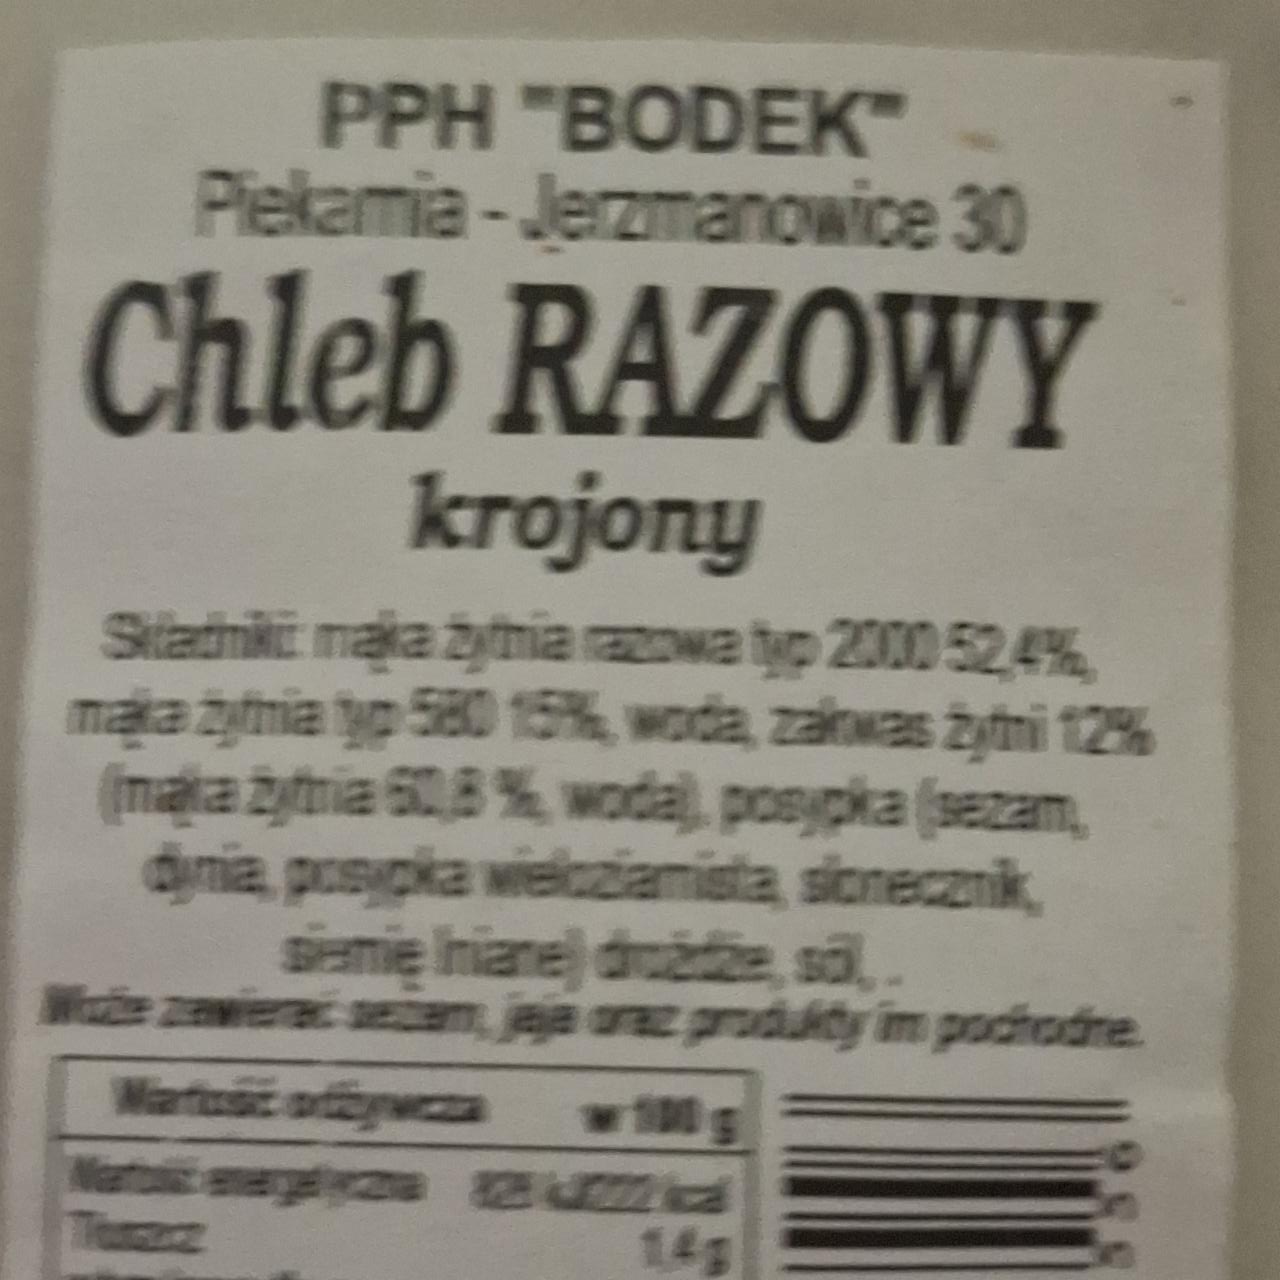 PPH "BODEK"
Piekarnia - Jerzmanowice 30
Chleb RAZOWY
krojony
Składniki: mąka żytnia razowa typ 2000 52,4%,
mąka żytnia typ 580 15%, woda, zakwas żytni 12%
(mąka żytnia 60,8 %, woda), posypka (sezam,
dynia, posypka wieloziarnista, słonecznik,
siemię lniane) drożdże, sól, .
Może zawierać sezam, jaja oraz produkty im pochodne.
Wartość odżywcza w 100 g
Wartość energetyczna kcal
Tłuszcz 1,4 g